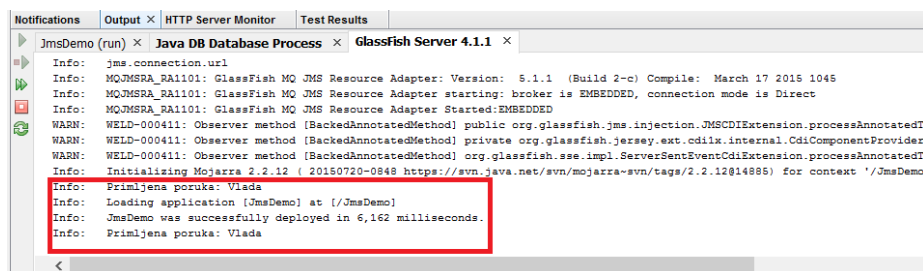 Notifications Output × HTTP Server Monitor Test Results
JmsDemo (run) × Java DB Database Process × GlassFish Server 4.1.1 ×
Info: jms.connection.url
Info: MQJMSRA_RA1101: GlassFish MQ JMS Resource Adapter: Version: 5.1.1 (Build 2-c) Compile: March 17 2015 1045
Info: MQJMSRA_RA1101: GlassFish MQ JMS Resource Adapter starting: broker is EMBEDDED, connection mode is Direct
Info: MQJMSRA_RA1101: GlassFish MQ JMS Resource Adapter Started:EMBEDDED
WARN: WELD-000411: Observer method [BackedAnnotatedMethod] public org.glassfish.jms.injection.JMSCDIExtension.processAnnotatedT
WARN: WELD-000411: Observer method [BackedAnnotatedMethod] private org.glassfish.jersey.ext.cdi1x.internal.CdiComponentProvider
WARN: WELD-000411: Observer method [BackedAnnotatedMethod] org.glassfish.sse.impl.ServerSentEventCdiExtension.processAnnotatedT
Info: Initializing Mojarra 2.2.12 ( 20150720-0848 https://svn.java.net/svn/mojarra~svn/tags/2.2.12@14885) for context '/JmsDemo
Info: Primljena poruka: Vlada
Info: Loading application [JmsDemo] at [/JmsDemo]
Info: JmsDemo was successfully deployed in 6,162 milliseconds.
Info: Primljena poruka: Vlada